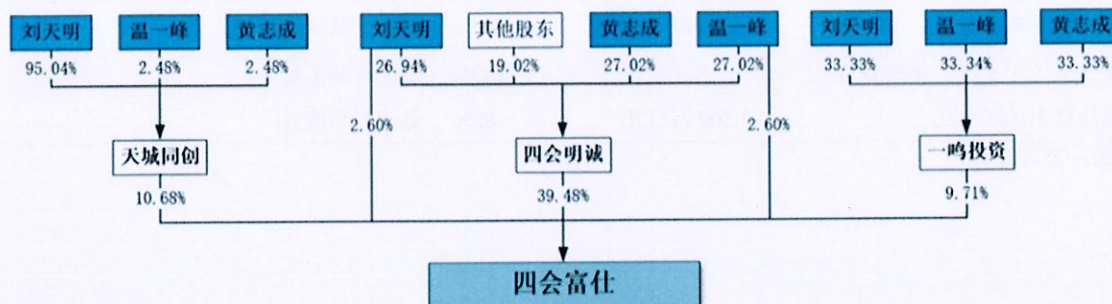 刘天明 温一峰 黄志成 刘天明 其他股东 黄志成 温一峰 刘天明 温一峰 黄志成
95.04% 2.48% 2.48% 26.94% 19.02% 27.02% 27.02% 33.33% 33.34% 33.33%
2.60% 2.60%
天城同创 四会明诚 一鸣投资
10.68% 39.48% 9.71%
四会富仕